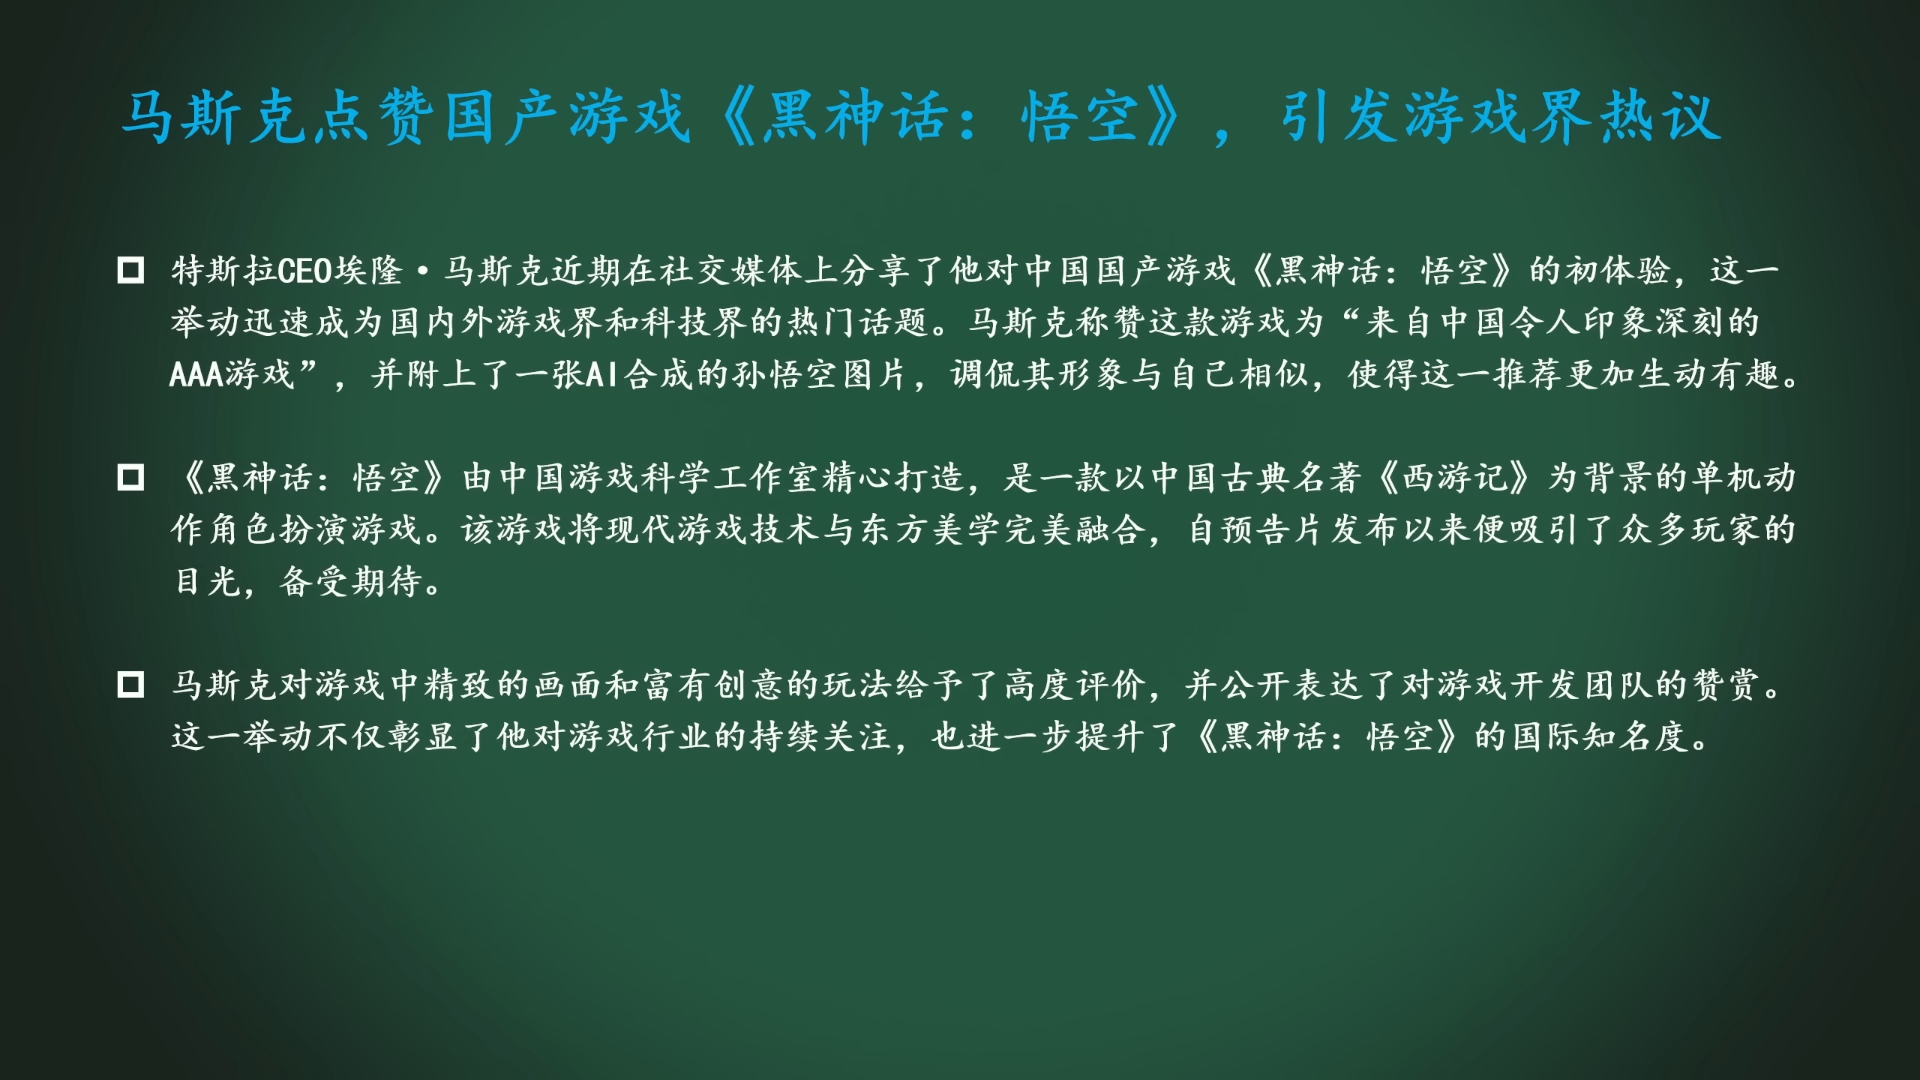 马斯克点赞国产游戏《黑神话：悟空》，引发游戏界热议
特斯拉CEO埃隆·马斯克近期在社交媒体上分享了他对中国国产游戏《黑神话：悟空》的初体验，这一
举动迅速成为国内外游戏界和科技界的热门话题。马斯克称赞这款游戏为“来自中国令人印象深刻的
AAA游戏”，并附上了一张AI合成的孙悟空图片，调侃其形象与自己相似，使得这一推荐更加生动有趣。
《黑神话：悟空》由中国游戏科学工作室精心打造，是一款以中国古典名著《西游记》为背景的单机动
作角色扮演游戏。该游戏将现代游戏技术与东方美学完美融合，自预告片发布以来便吸引了众多玩家的
目光，备受期待。
马斯克对游戏中精致的画面和富有创意的玩法给予了高度评价，并公开表达了对游戏开发团队的赞赏。
这一举动不仅彰显了他对游戏行业的持续关注，也进一步提升了《黑神话：悟空》的国际知名度。